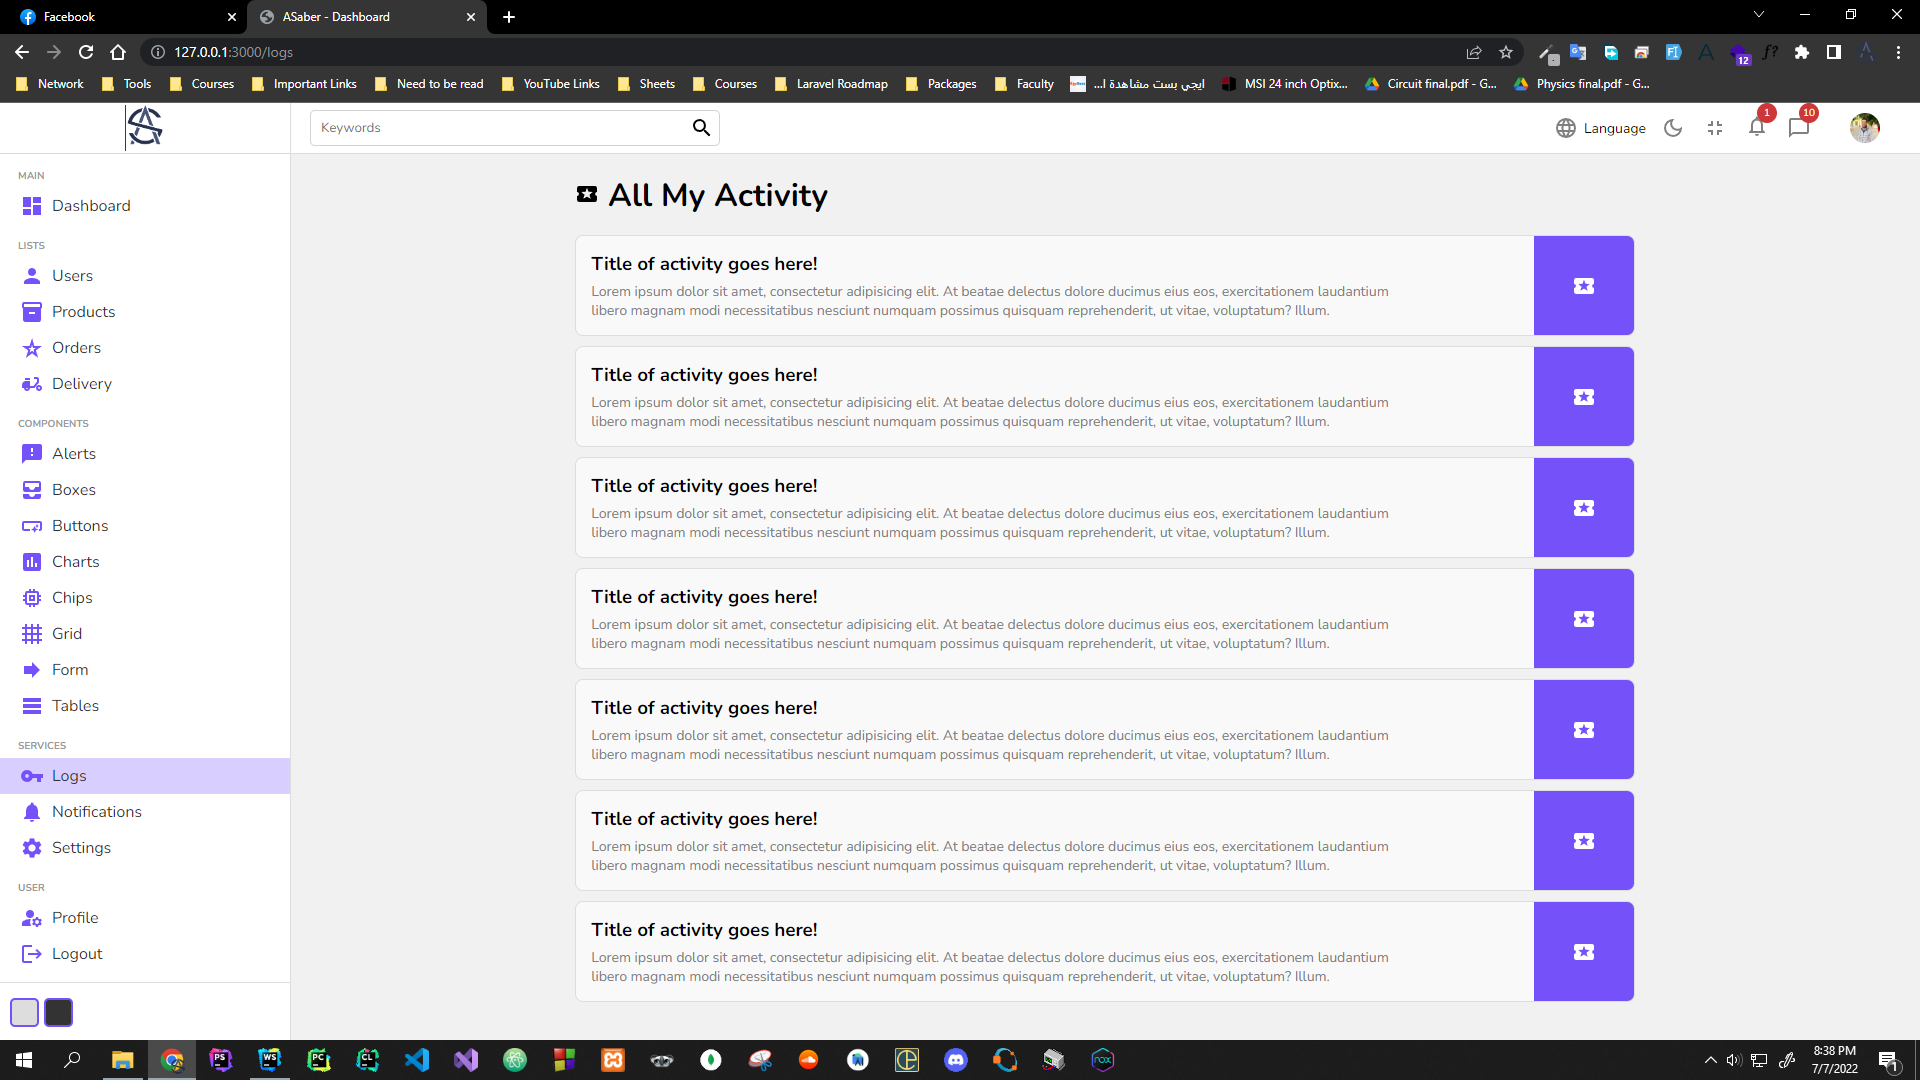 Facebook
ASaber - Dashboard
127.0.0.1:3000/logs
12
Network
Tools
Courses
Important Links
Need to be read
YouTube Links
Sheets
Courses
Laravel Roadmap
Packages
Faculty
ايجي بست مشاهدة ا...
MSI 24 inch Optix...
Circuit final.pdf - G...
Physics final.pdf - G...
Keywords
Language
1
10
MAIN
Dashboard
LISTS
Users
Products
Orders
Delivery
COMPONENTS
Alerts
Boxes
Buttons
Charts
Chips
Grid
Form
Tables
SERVICES
Logs
Notifications
Settings
USER
Profile
Logout
All My Activity
Title of activity goes here!
Lorem ipsum dolor sit amet, consectetur adipisicing elit. At beatae delectus dolore ducimus eius eos, exercitationem laudantium
libero magnam modi necessitatibus nesciunt numquam possimus quisquam reprehenderit, ut vitae, voluptatum? Illum.
Title of activity goes here!
Lorem ipsum dolor sit amet, consectetur adipisicing elit. At beatae delectus dolore ducimus eius eos, exercitationem laudantium
libero magnam modi necessitatibus nesciunt numquam possimus quisquam reprehenderit, ut vitae, voluptatum? Illum.
Title of activity goes here!
Lorem ipsum dolor sit amet, consectetur adipisicing elit. At beatae delectus dolore ducimus eius eos, exercitationem laudantium
libero magnam modi necessitatibus nesciunt numquam possimus quisquam reprehenderit, ut vitae, voluptatum? Illum.
Title of activity goes here!
Lorem ipsum dolor sit amet, consectetur adipisicing elit. At beatae delectus dolore ducimus eius eos, exercitationem laudantium
libero magnam modi necessitatibus nesciunt numquam possimus quisquam reprehenderit, ut vitae, voluptatum? Illum.
Title of activity goes here!
Lorem ipsum dolor sit amet, consectetur adipisicing elit. At beatae delectus dolore ducimus eius eos, exercitationem laudantium
libero magnam modi necessitatibus nesciunt numquam possimus quisquam reprehenderit, ut vitae, voluptatum? Illum.
Title of activity goes here!
Lorem ipsum dolor sit amet, consectetur adipisicing elit. At beatae delectus dolore ducimus eius eos, exercitationem laudantium
libero magnam modi necessitatibus nesciunt numquam possimus quisquam reprehenderit, ut vitae, voluptatum? Illum.
Title of activity goes here!
Lorem ipsum dolor sit amet, consectetur adipisicing elit. At beatae delectus dolore ducimus eius eos, exercitationem laudantium
libero magnam modi necessitatibus nesciunt numquam possimus quisquam reprehenderit, ut vitae, voluptatum? Illum.
PS
WS
PC
CL
8:38 PM
7/7/2022
1